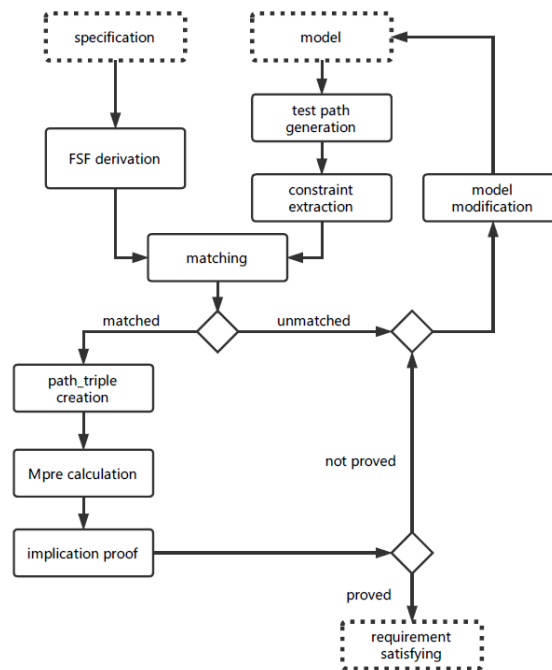 specification
model
test path
generation
FSF derivation
constraint
extraction
model
modification
matching
matched
unmatched
path_triple
creation
Mpre calculation
not proved
implication proof
proved
requirement
satisfying